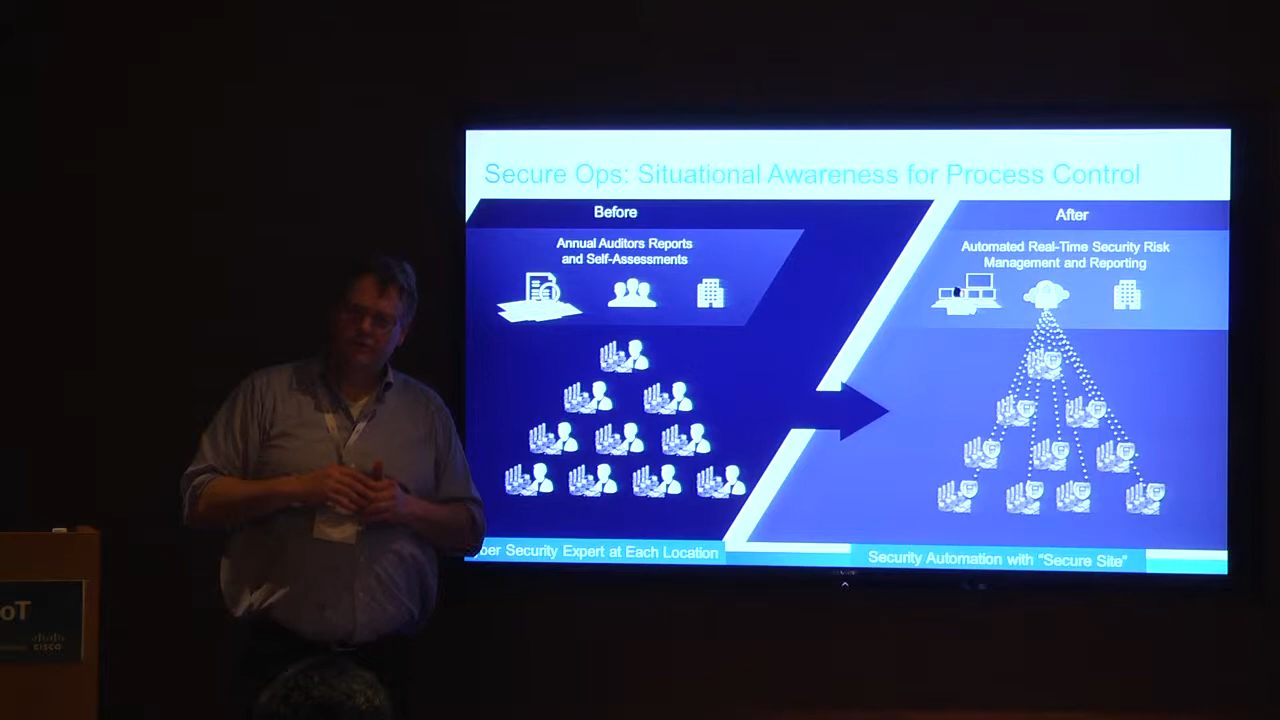 Secure Ops: Situational Awareness for Process Control
Before
Annual Auditors Reports
and Self-Assessments
After
Automated Real-Time Security Risk
Management and Reporting
Security Expert at Each Location
Security Automation with “Secure Site”
oT
cisco